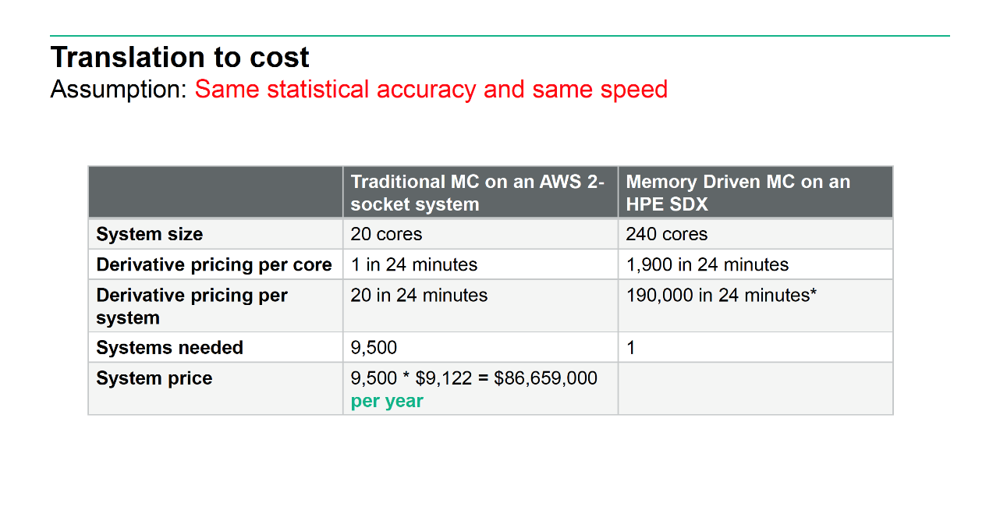 Translation to cost
Assumption: Same statistical accuracy and same speed
Traditional MC on an AWS 2-
socket system
Memory Driven MC on an
HPE SDX
System size
20 cores
240 cores
Derivative pricing per core
1 in 24 minutes
1,900 in 24 minutes
Derivative pricing per
system
20 in 24 minutes
190,000 in 24 minutes*
Systems needed
9,500
1
System price
9,500 * $9,122 = $86,659,000
per year